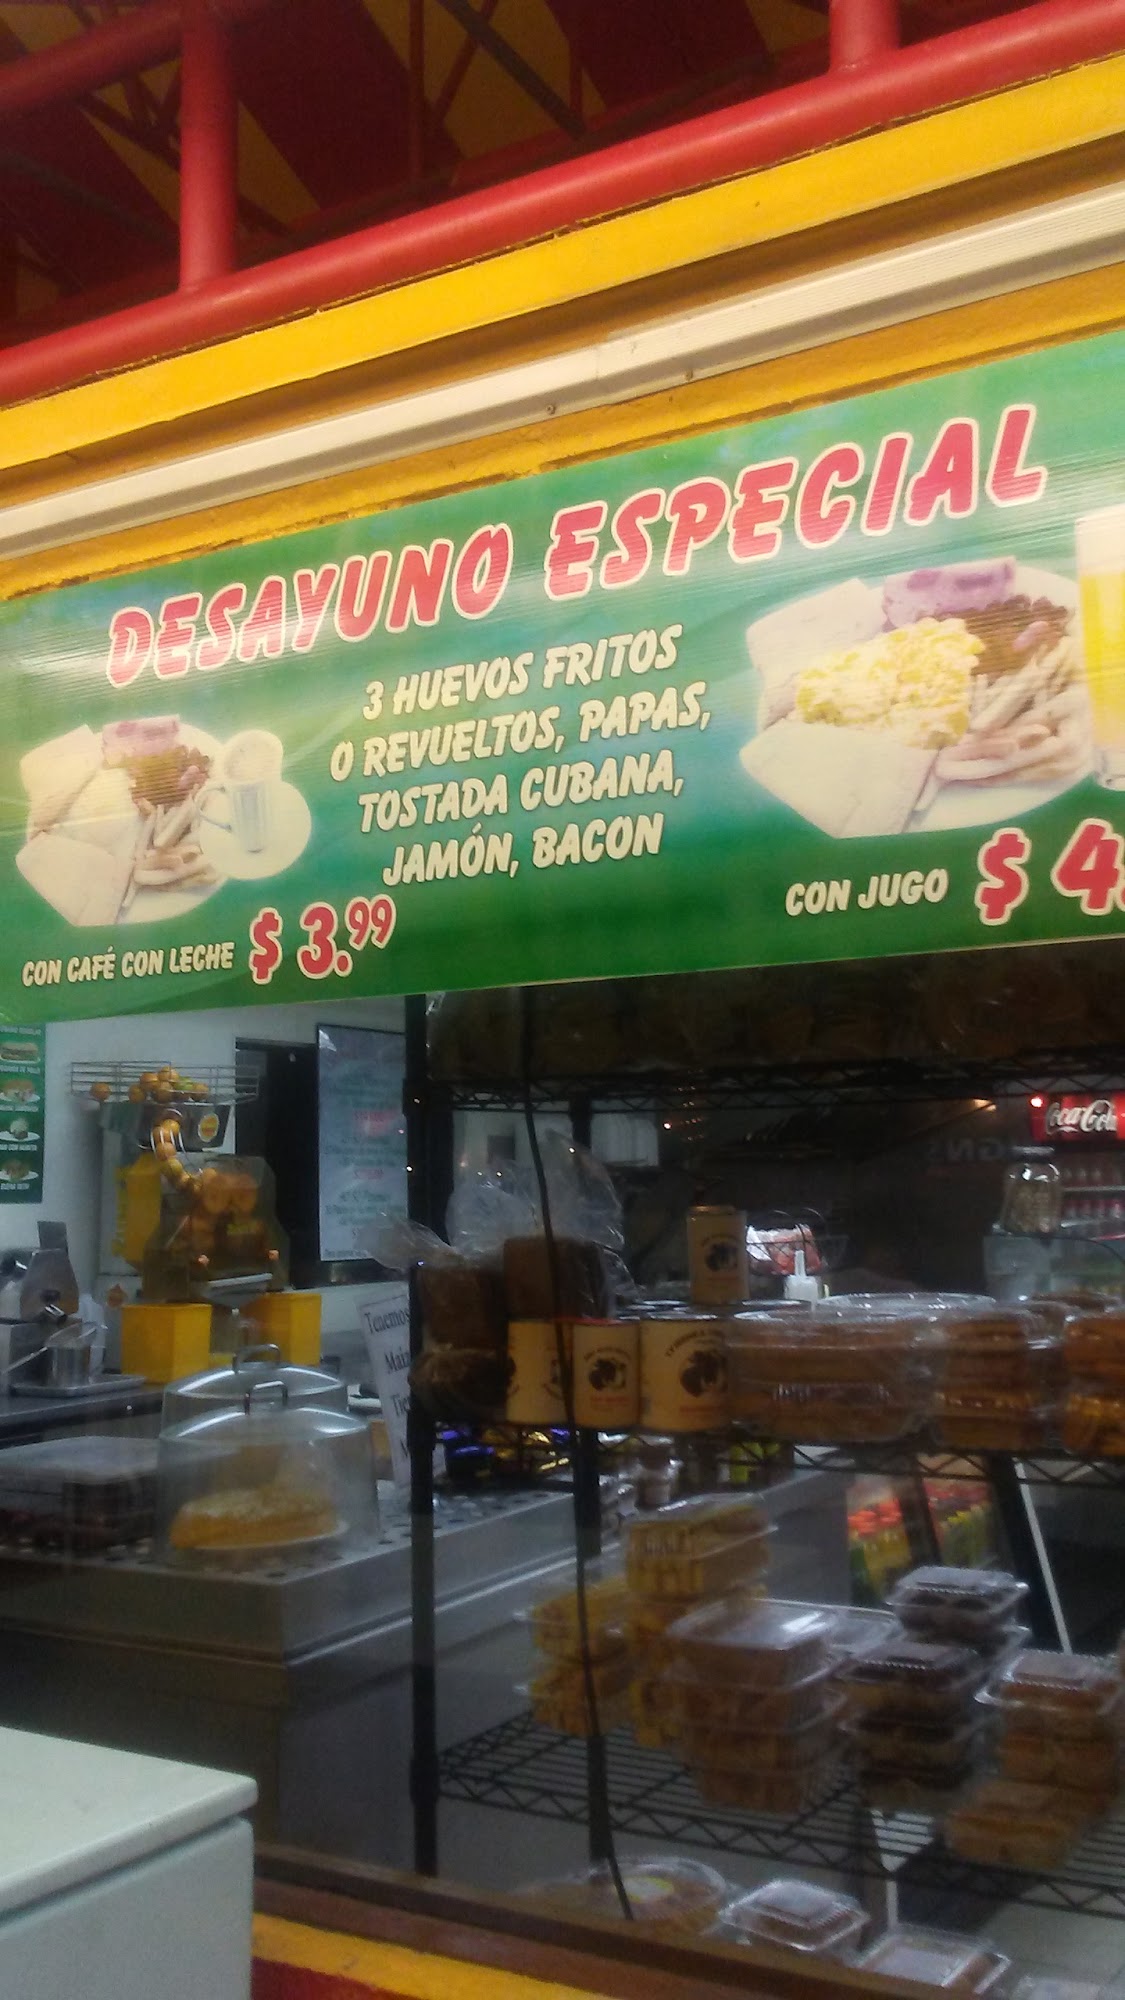 DESAYUNO ESPECIAL
3 HUEVOS FRITOS
O REVUELTOS, PAPAS,
TOSTADA CUBANA,
JAMÓN, BACON
CON CAFÉ CON LECHE $ 3.99
CON JUGO $ 4.
Coca-Cola
Tenemos